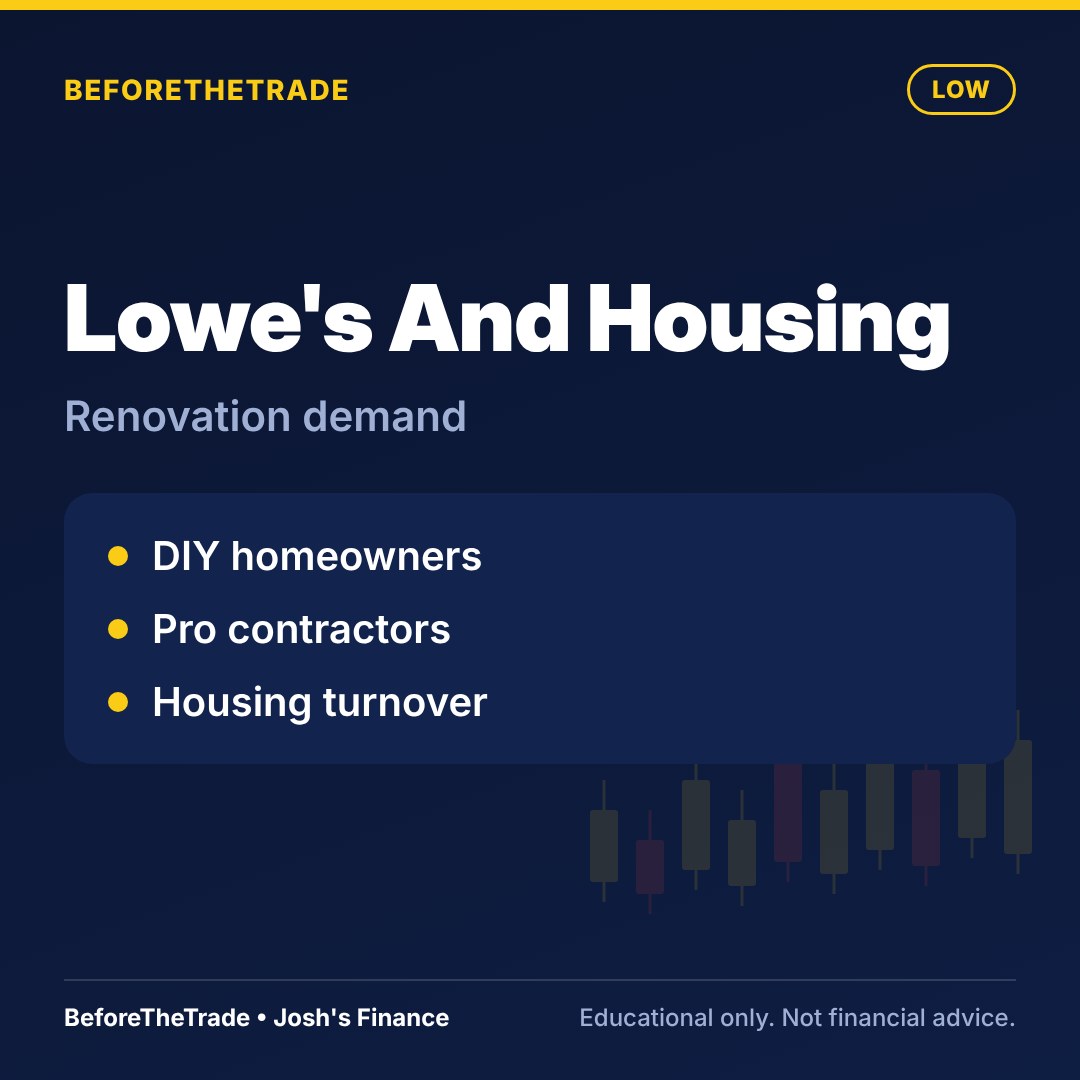 BEFORETHETRADE
LOW
Lowe's And Housing
Renovation demand
DIY homeowners
Pro contractors
Housing turnover
BeforeTheTrade • Josh's Finance
Educational only. Not financial advice.